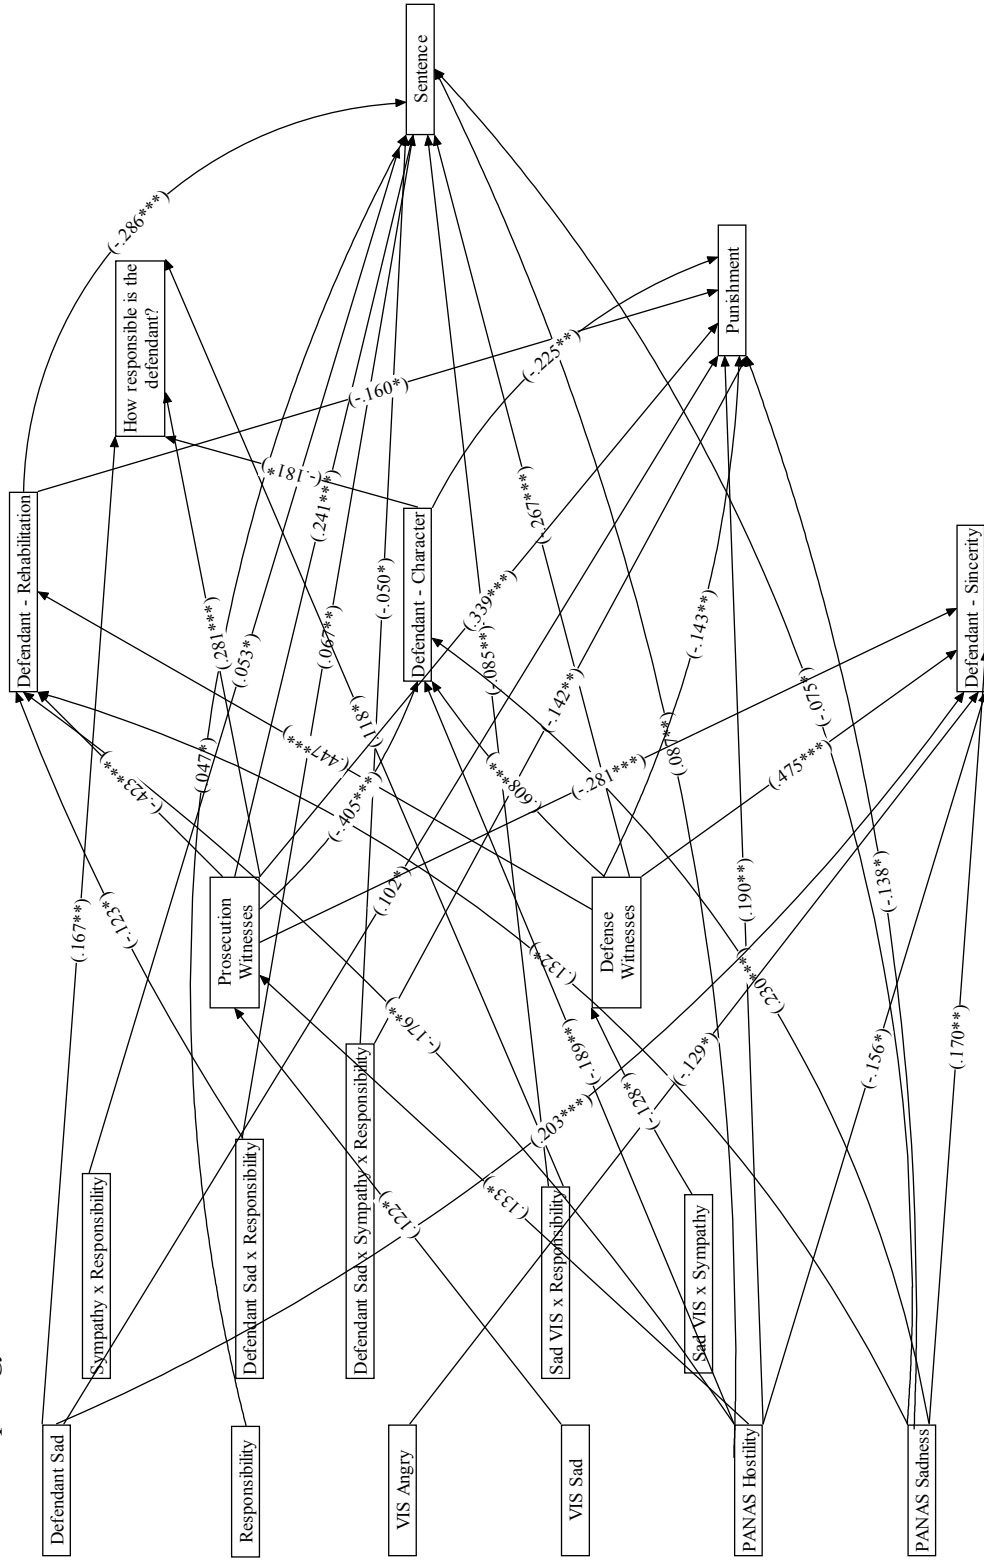 Defendant - Rehabilitation
(-.286***)
Defendant Sad
(.167**)
Sympathy x Responsibility
(-.123*)
(-.423***)
How responsible is the
defendant?
(.047*)
(.281***)
(.053*)
Prosecution
Witnesses
Responsibility
Defendant Sad x Responsibility
(.447***)
(.067**)
(.241***)
(-.181*)
(-.405***)
(.118*)
Defendant Sad x Sympathy x Responsibility
(.102*)
(-.050*)
(-.160*)
VIS Angry
(.122*)
(-.176**)
Defendant - Character
Sentence
(.133*)
(.339***)
(.132*)
(.608***)
(-.225**)
VIS Sad
Sad VIS x Responsibility
(.203***)
(-.189**)
(-.142**)
Defense
Witnesses
(-.281***)
(-.128*)
Sad VIS x Sympathy
(-.129*)
(-.143**)
PANAS Hostility
(.190**)
Punishment
(.230***)
(.475***)
(-.075*)
(-.156*)
(-.138*)
PANAS Sadness
(.170**)
Defendant - Sincerity